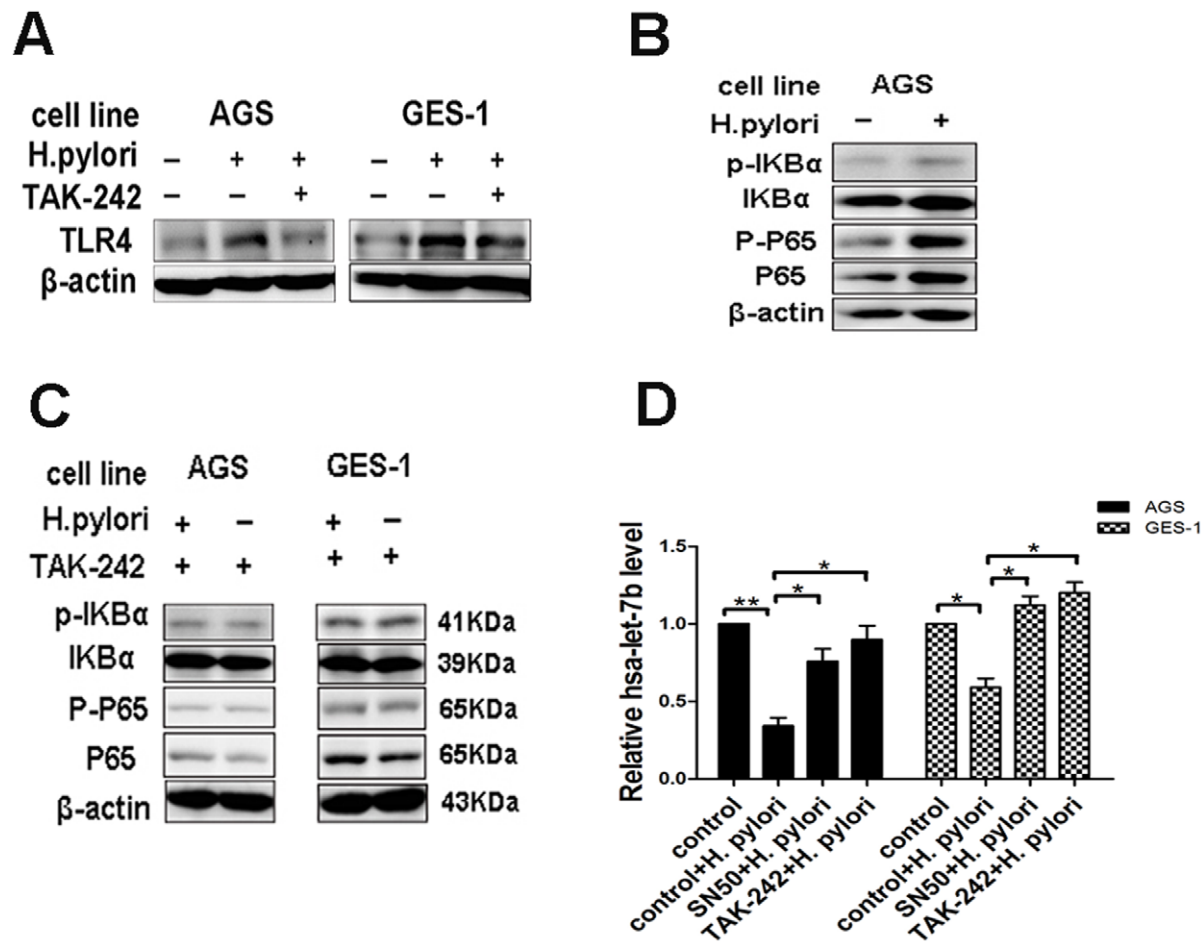 A
cell line AGS GES-1
H.pylori – + + – + +
TAK-242 – – + – – +
TLR4
β-actin
B
cell line AGS
H.pylori – +
p-IKBα
IKBα
P-P65
P65
β-actin
C
cell line AGS GES-1
H.pylori + – + –
TAK-242 + + + +
p-IKBα 41KDa
IKBα 39KDa
P-P65 65KDa
P65 65KDa
β-actin 43KDa
D
AGS
GES-1
Relative hsa-let-7b level
1.5
1.0
0.5
0.0
** * * * * *
control
control+H. pylori
SN50+H. pylori
TAK-242+H. pylori
control
control+H. pylori
SN50+H. pylori
TAK-242+H. pylori